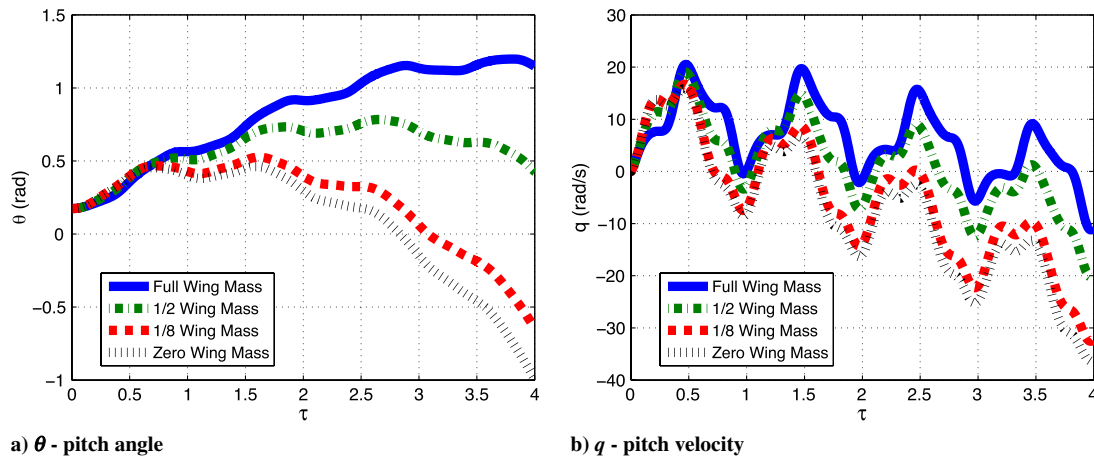 1.5
1
0.5
0
−0.5
−1
θ (rad)
0 0.5 1 1.5 2 2.5 3 3.5 4
τ
Full Wing Mass
1/2 Wing Mass
1/8 Wing Mass
Zero Wing Mass
a) θ - pitch angle
30
20
10
0
−10
−20
−30
−40
q (rad/s)
0 0.5 1 1.5 2 2.5 3 3.5 4
τ
Full Wing Mass
1/2 Wing Mass
1/8 Wing Mass
Zero Wing Mass
b) q - pitch velocity